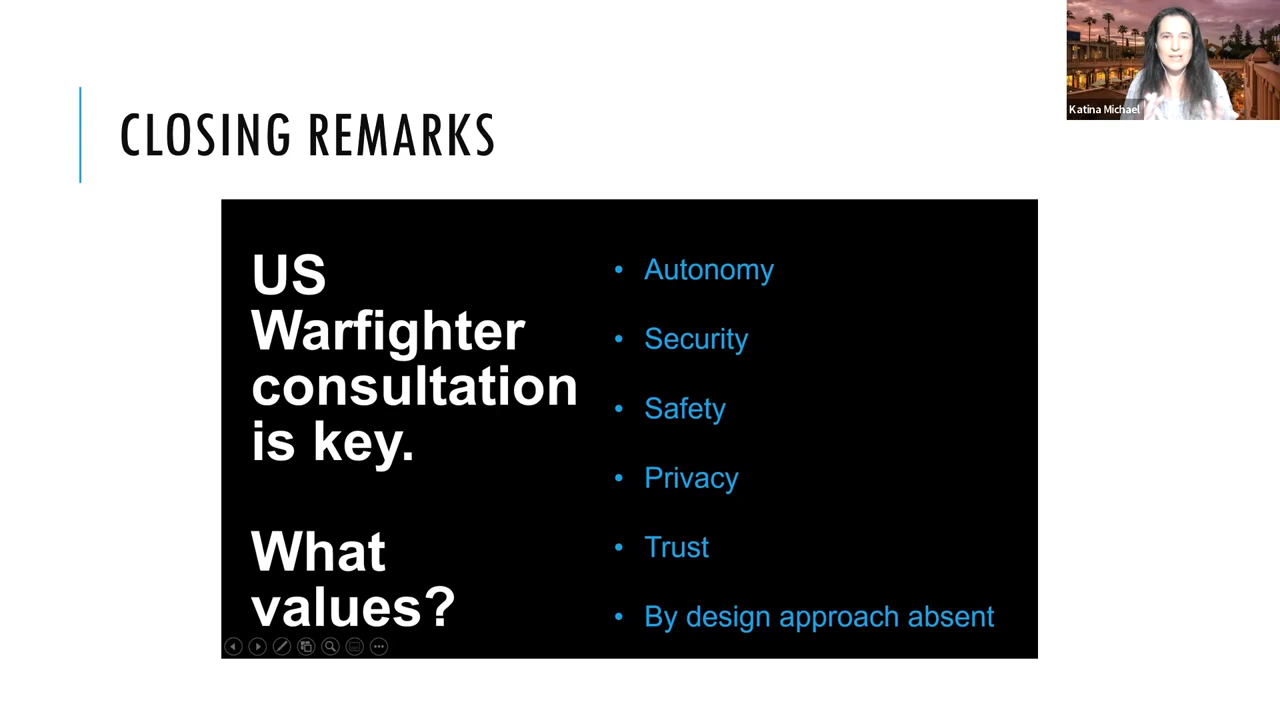 Katina Michael
CLOSING REMARKS
US
Warfighter
consultation
is key.
What
values?
• Autonomy
• Security
• Safety
• Privacy
• Trust
• By design approach absent